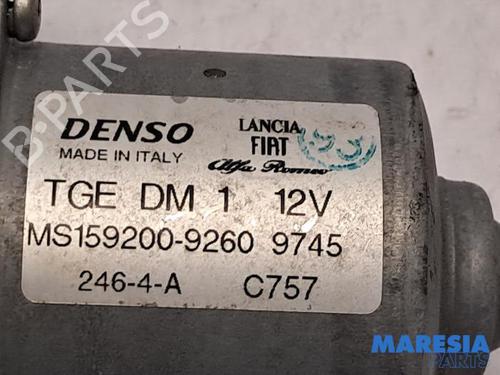 B-PARTS
DENSO
MADE IN ITALY
LANCIA
FIAT
Alfa Romeo
TGE DM 1 12V
MS159200-9260 9745
246-4-A C757
MARESIA
PARTS